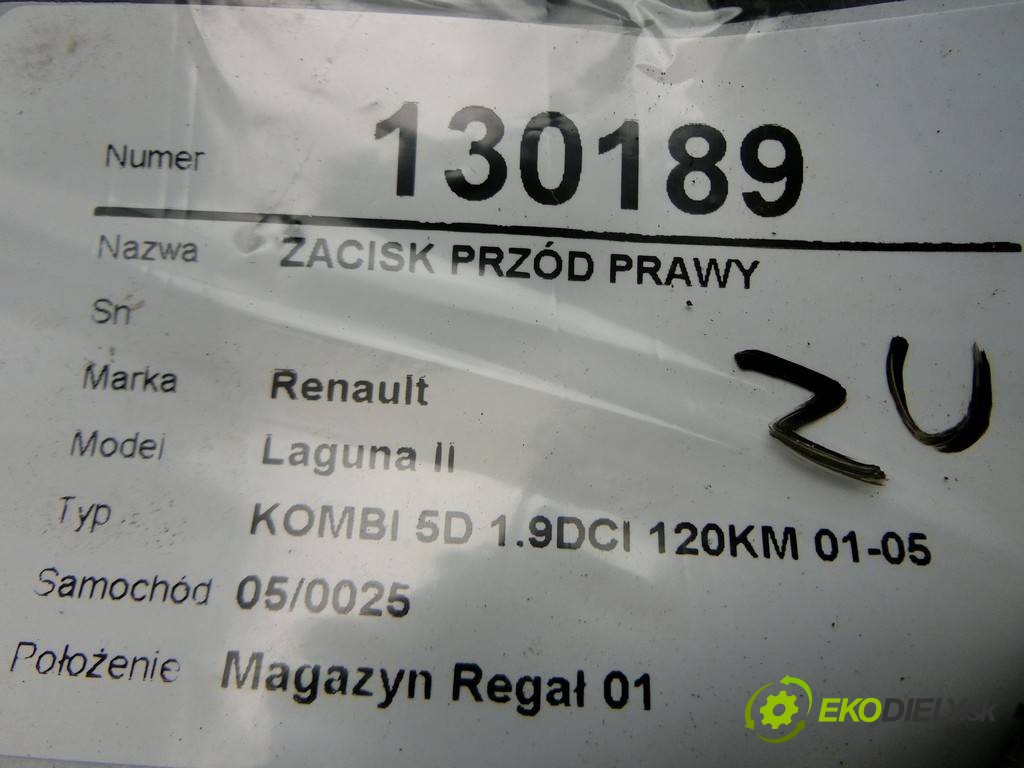 Numer 130189
Nazwa ZACISK PRZÓD PRAWY
Sn
Marka Renault
ZU
Model Laguna II
Typ KOMBI 5D 1.9DCI 120KM 01-05
Samochód 05/0025
Położenie Magazyn Regał 01
EKODIELY.sk